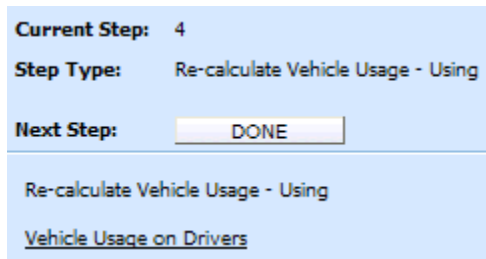 Current Step: 4
Step Type: Re-calculate Vehicle Usage - Using
Next Step: DONE
Re-calculate Vehicle Usage - Using
Vehicle Usage on Drivers